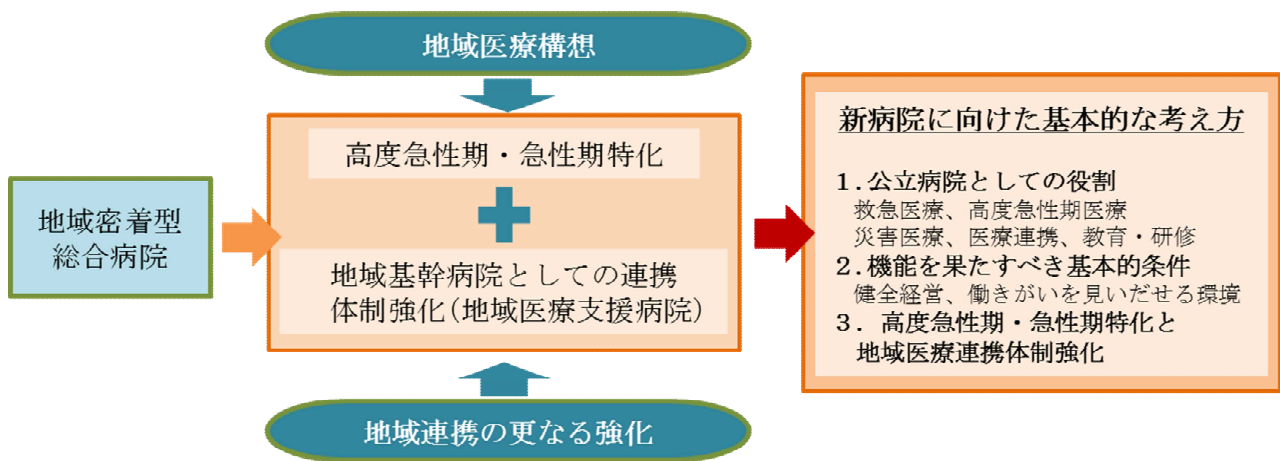 地域医療構想
地域密着型
総合病院
高度急性期・急性期特化
地域基幹病院としての連携
体制強化(地域医療支援病院)
地域連携の更なる強化
新病院に向けた基本的な考え方
1.公立病院としての役割
救急医療、高度急性期医療
災害医療、医療連携、教育・研修
2.機能を果たすべき基本的条件
健全経営、働きがいを見いだせる環境
3. 高度急性期・急性期特化と
地域医療連携体制強化